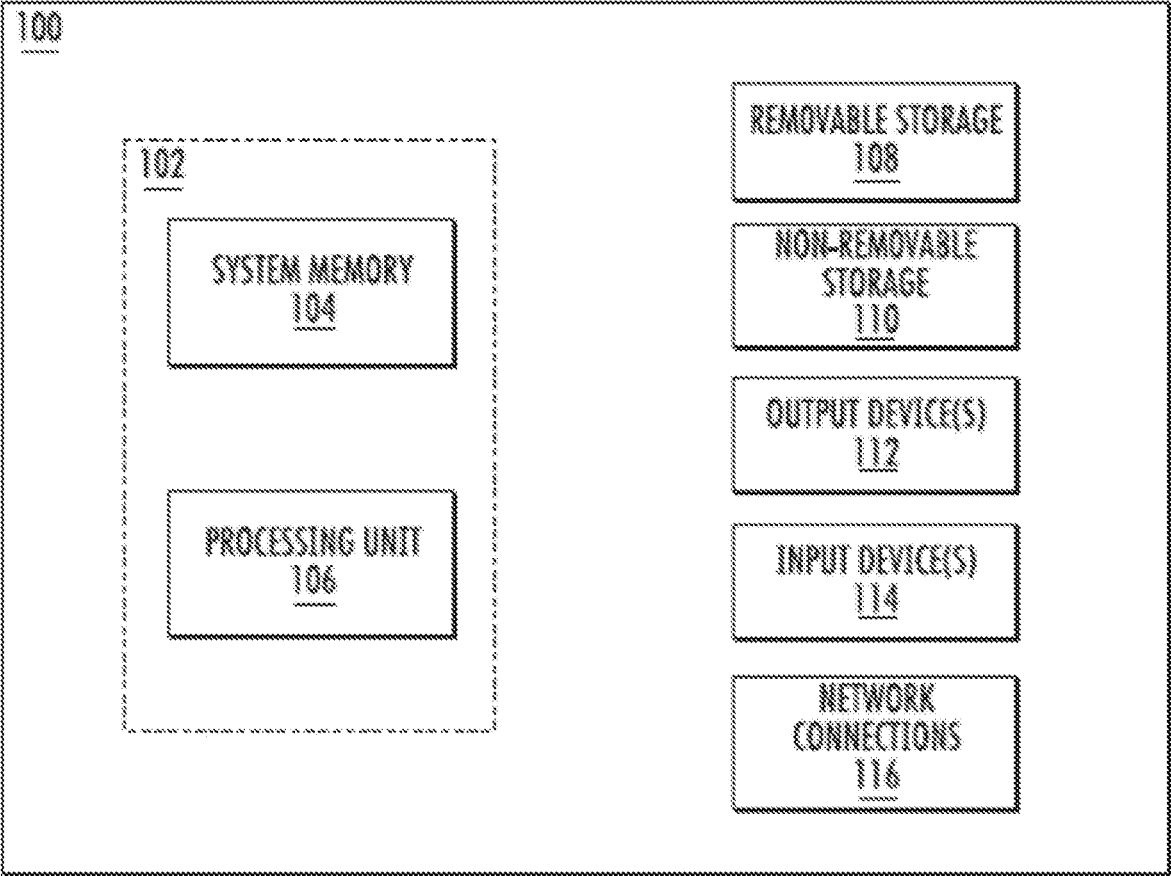 100
102
SYSTEM MEMORY
104
PROCESSING UNIT
106
REMOVABLE STORAGE
108
NON-REMOVABLE
STORAGE
110
OUTPUT DEVICE(S)
112
INPUT DEVICE(S)
114
NETWORK
CONNECTIONS
116